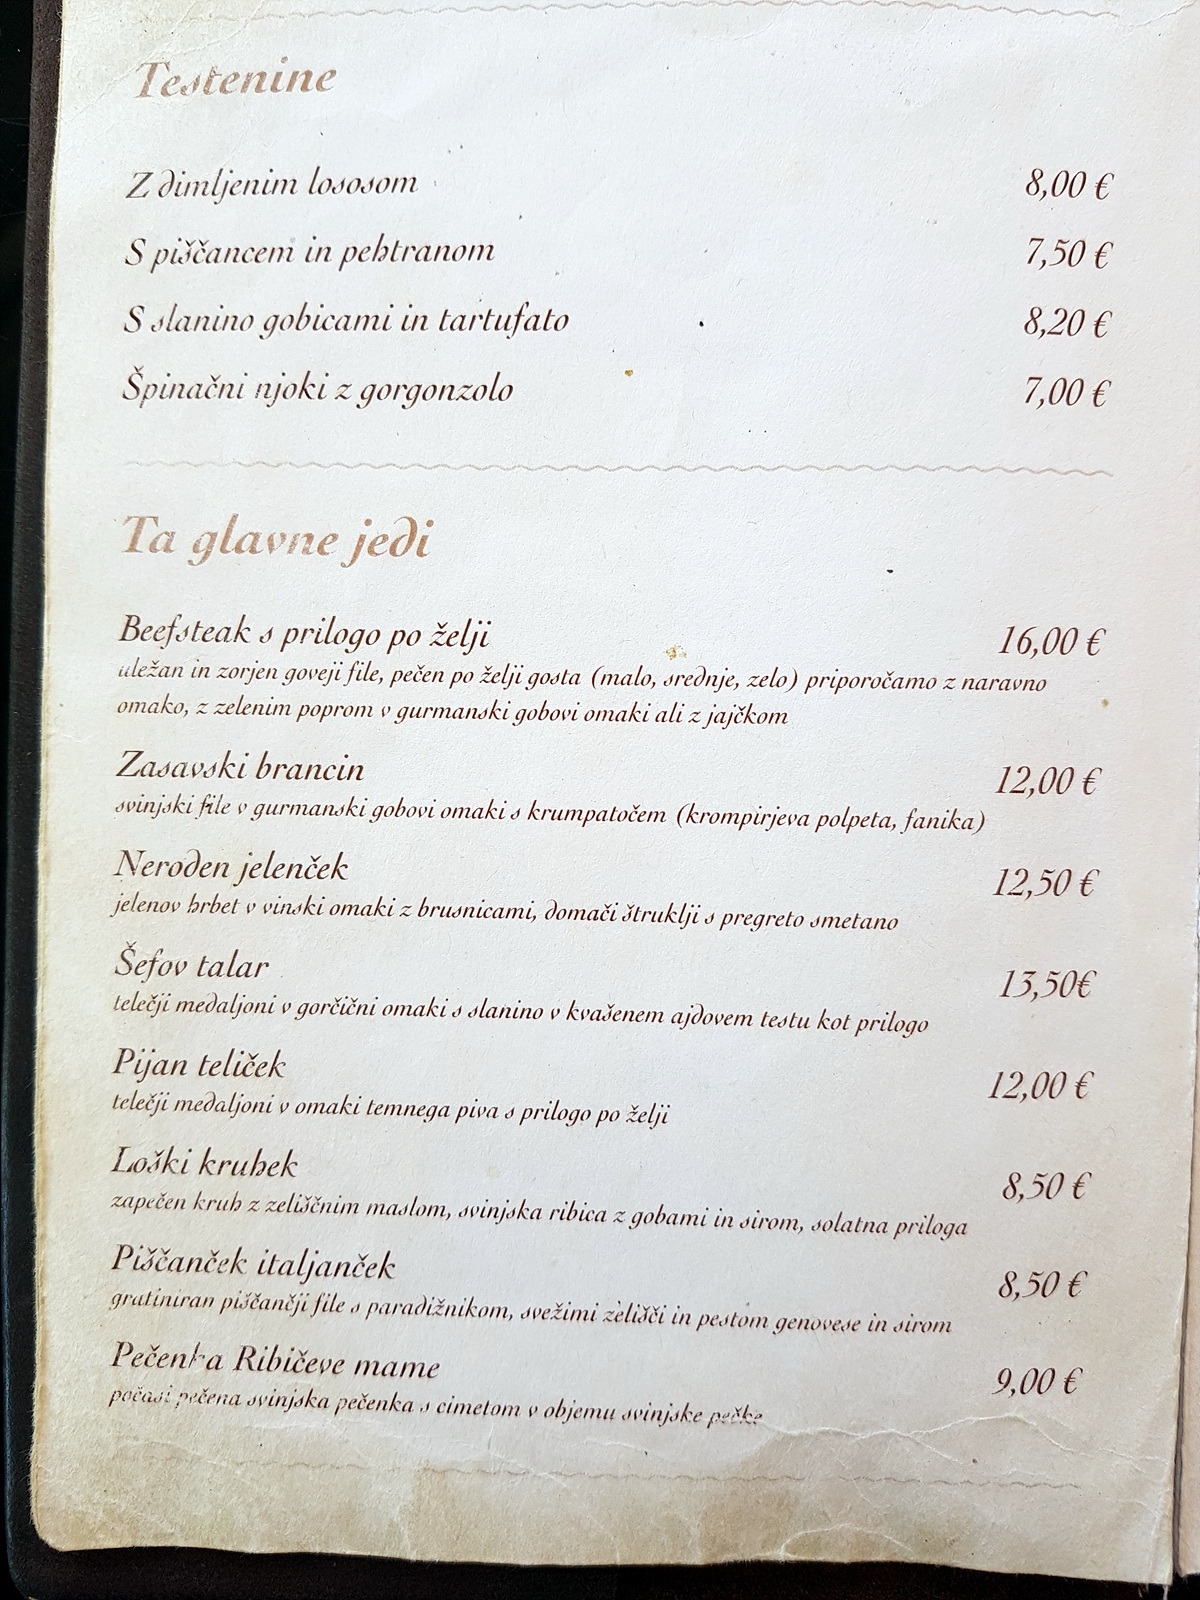 Testenine
Z dimljenim lososom 8,00 €
S piščancem in pehtranom 7,50 €
S slanino gobicami in tartufato 8,20 €
Špinačni njoki z gorgonzolo 7,00 €
Ta glavne jedi
Beefsteak s prilogo po želji 16,00 €
uležan in zorjen goveji file, pečen po želji gosta (malo, srednje, zelo) priporočamo z naravno
omako, z zelenim poprom v gurmanski gobovi omaki ali z jajčkom
Zasavski brancin 12,00 €
svinjski file v gurmanski gobovi omaki s krumpatočem (krompirjeva polpeta, fanika)
Neroden jelenček 12,50 €
jelenov hrbet v vinski omaki z brusnicami, domači štruklji s pregreto smetano
Šefov talar 13,50€
telečji medaljoni v gorčični omaki s slanino v kvašenem ajdovem testu kot prilogo
Pijan teliček 12,00 €
telečji medaljoni v omaki temnega piva s prilogo po želji
Loški kruhek 8,50 €
zapečen kruh z zeliščnim maslom, svinjska ribica z gobami in sirom, solatna priloga
Piščanček italjanček 8,50 €
gratiniran piščančji file s paradižnikom, svežimi zelišči in pestom genovese in sirom
Pečenka Ribičeve mame 9,00 €
počasi pečena svinjska pečenka s cimetom v objemu svinjske pečke